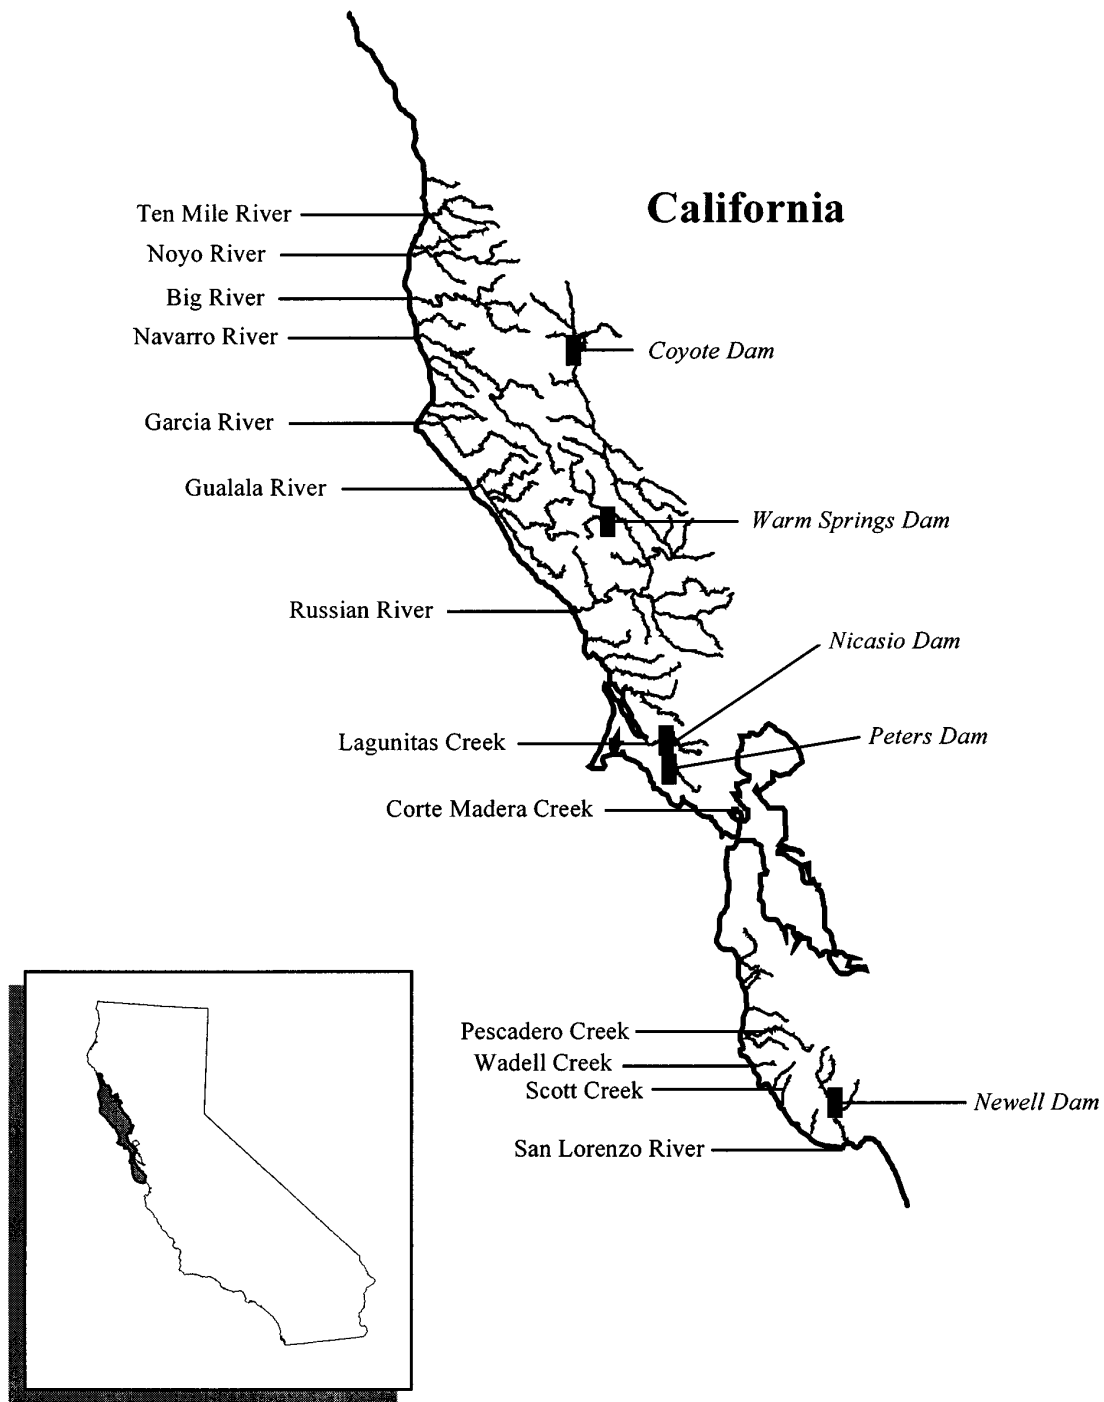 California
Ten Mile River
Noyo River
Big River
Navarro River
Coyote Dam
Garcia River
Gualala River
Warm Springs Dam
Russian River
Nicasio Dam
Peters Dam
Lagunitas Creek
Corte Madera Creek
Pescadero Creek
Wadell Creek
Scott Creek
Newell Dam
San Lorenzo River